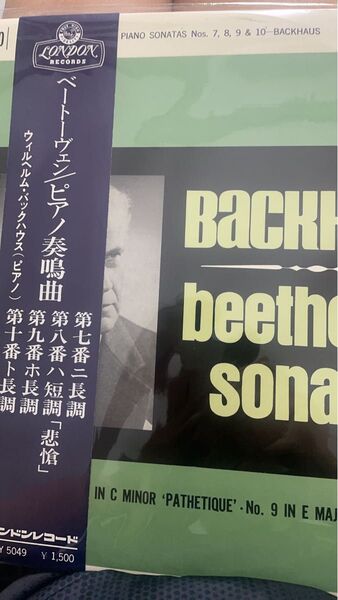 LONDON
RECORDS
PIANO SONATAS Nos. 7, 8, 9 & 10—BACKHAUS
ベートーヴェン/ピアノ奏鳴曲
ウィルヘルム・バックハウス(ピアノ)
第七番ニ長調
第八番ハ短調「悲愴」
第九番ホ長調
第十番ト長調
BACKH
beetho
sona
IN C MINOR 'PATHETIQUE' · No. 9 IN E MAJ
ンドンレコード
Y 5049 ¥ 1,500